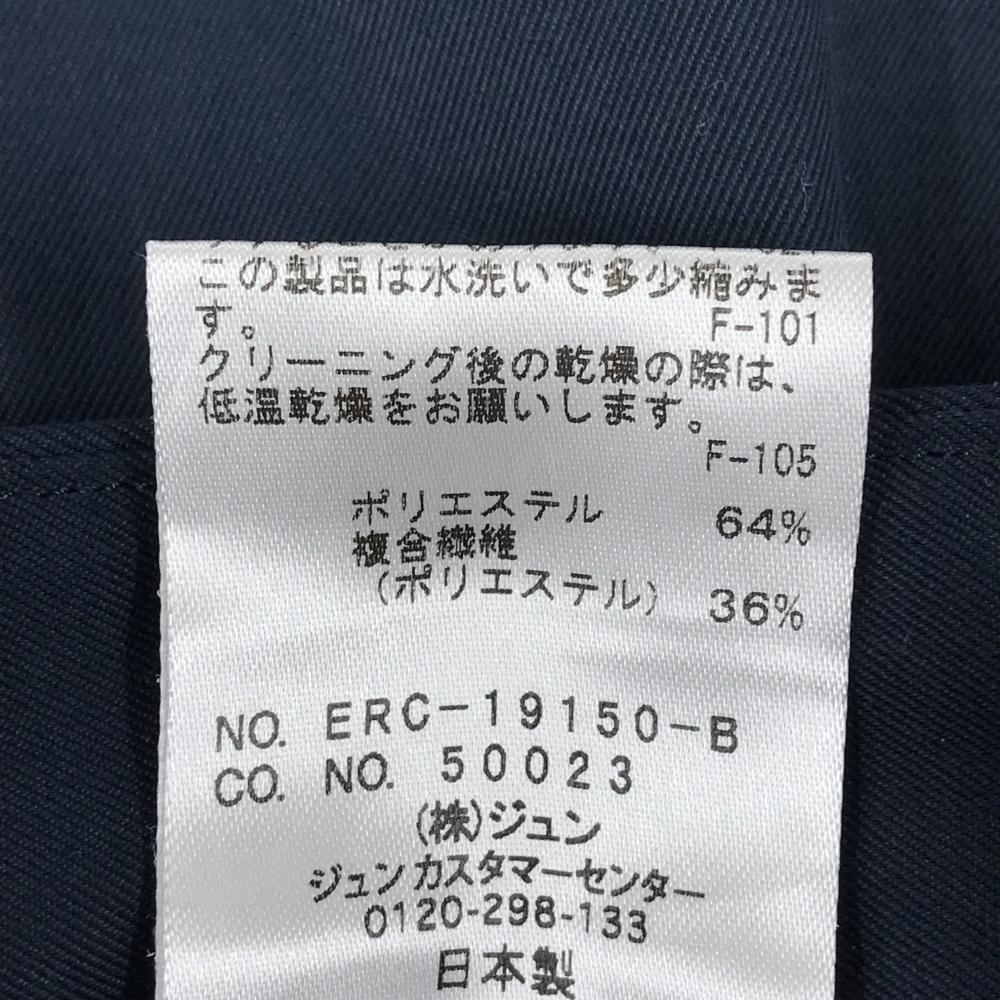 この製品は水洗いで多少縮みま
す。 F-101
クリーニング後の乾燥の際は、
低温乾燥をお願いします。
F-105
ポリエステル 64%
複合繊維
(ポリエステル) 36%
NO. ERC-19150-B
CO. NO. 50023
(株)ジュン
ジュンカスタマーセンター
0120-298-133
日本製